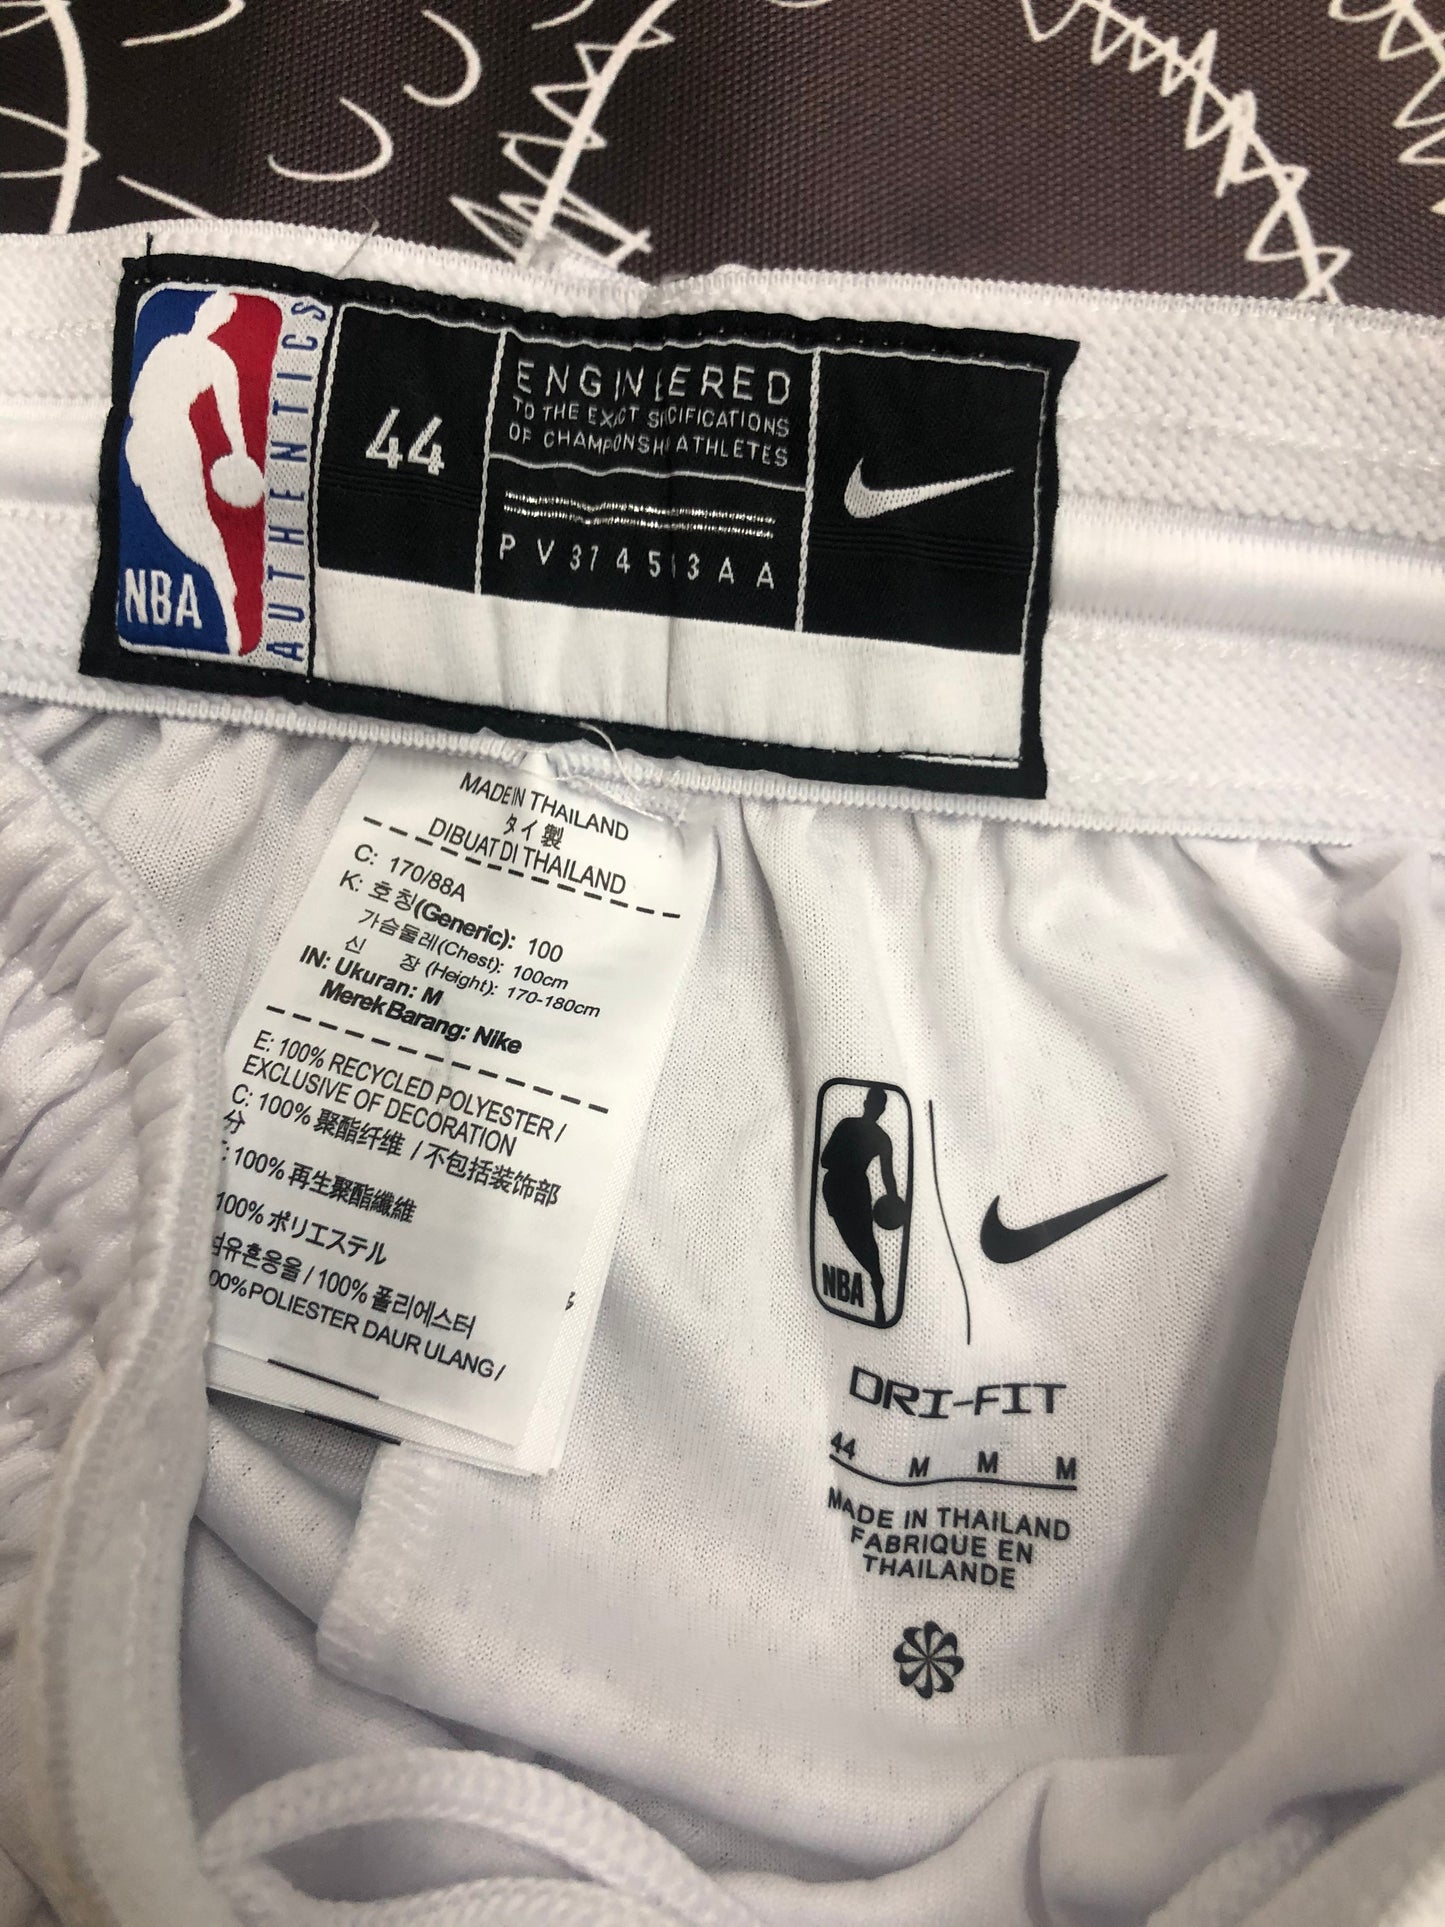 NBA
AUTHENTICS
44
ENGINEERED
TO THE EXACT SPECIFICATIONS
OF CHAMPIONSHIP ATHLETES
MADE IN THAILAND
タイ製
DIBUAT DI THAILAND
C: 170/88A
K: 호칭(Generic): 100
가슴둘레(Chest): 100cm
신 장 (Height): 170-180cm
IN: Ukuran: M
Merek Barang: Nike
E: 100% RECYCLED POLYESTER /
EXCLUSIVE OF DECORATION
C: 100% 聚酯纤维 / 不包括装饰部
分
: 100% 再生聚酯纖維
100% ポリエステル
/ 100% 폴리에스터
00% POLIESTER DAUR ULANG /
NBA
DRI-FIT
44 M M M
MADE IN THAILAND
FABRIQUE EN
THAILANDE